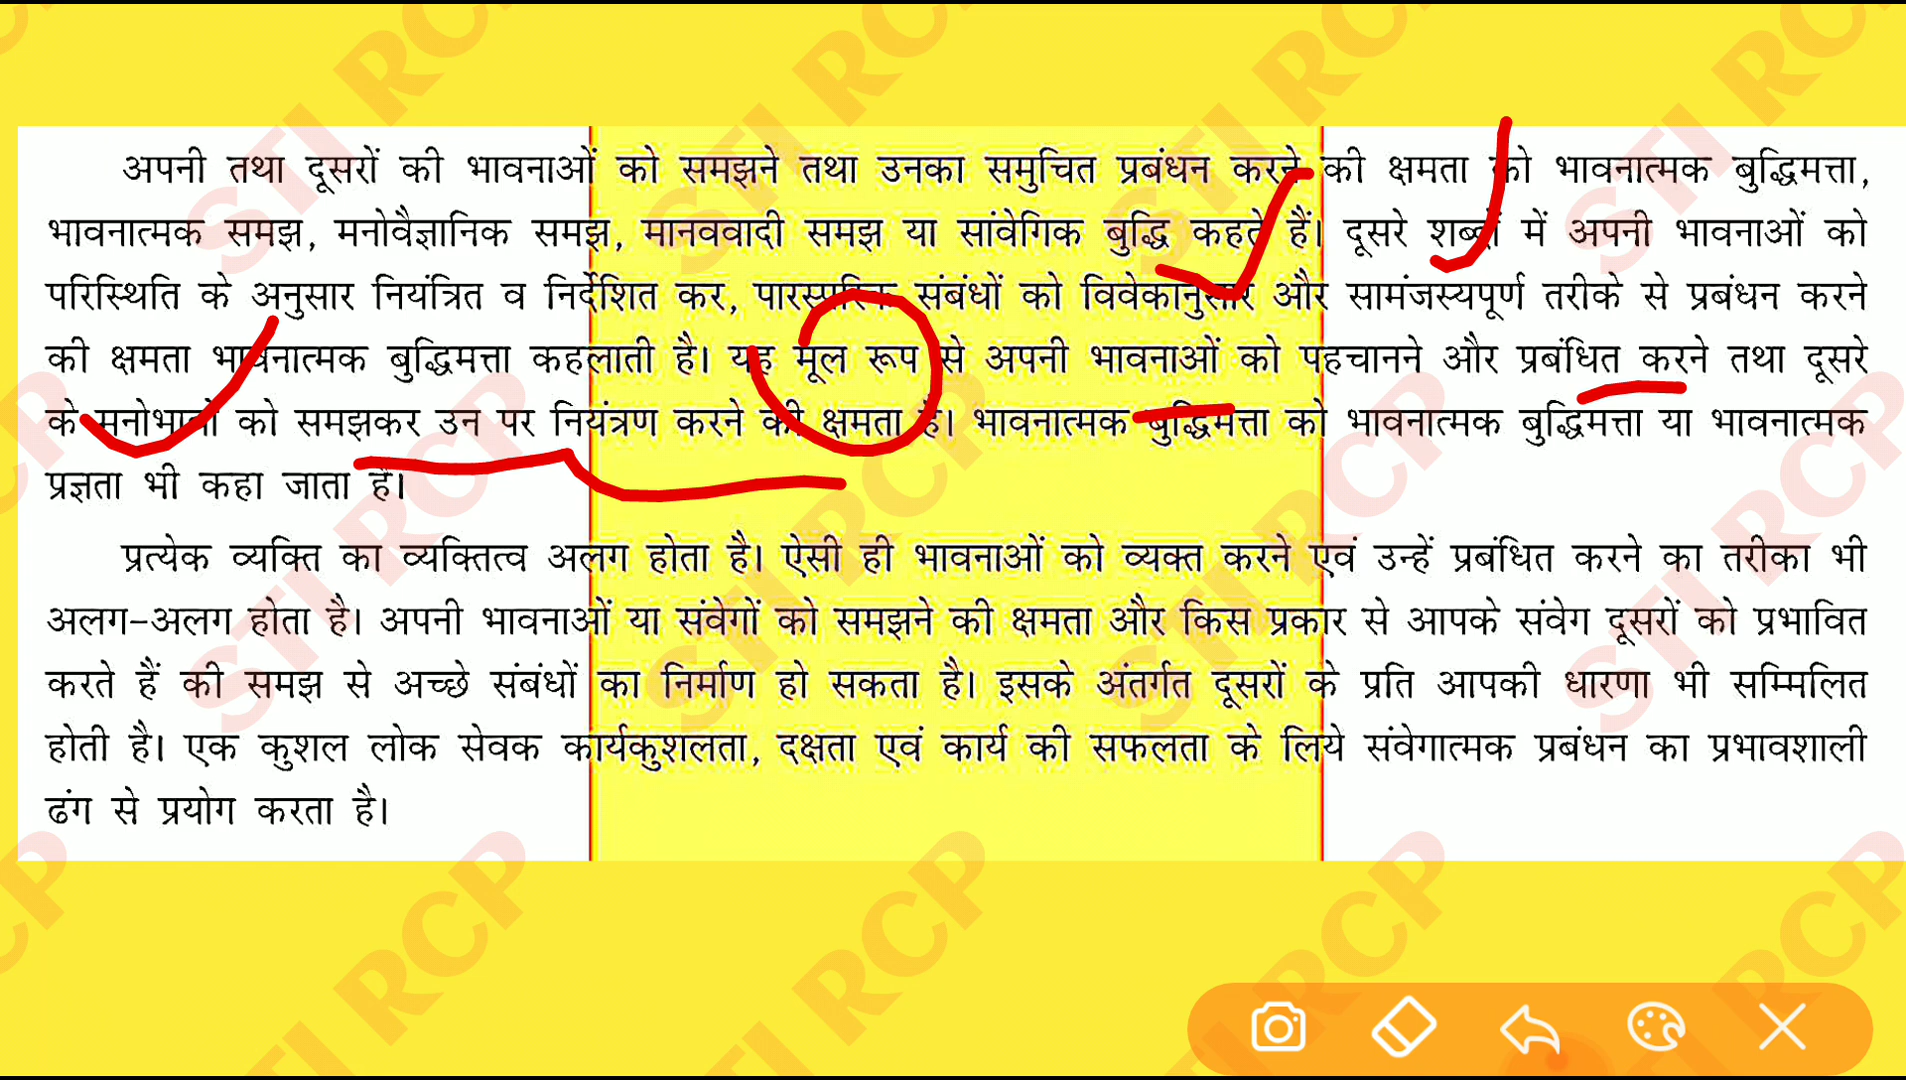 अपनी तथा दूसरों की भावनाओं को समझने तथा उनका समुचित प्रबंधन करने की क्षमता को भावनात्मक बुद्धिमत्ता,
भावनात्मक समझ, मनोवैज्ञानिक समझ, मानववादी समझ या सांवेगिक बुद्धि कहते हैं। दूसरे शब्दों में अपनी भावनाओं को
परिस्थिति के अनुसार नियंत्रित व निर्देशित कर, पारस्परिक संबंधों को विवेकानुसार और सामंजस्यपूर्ण तरीके से प्रबंधन करने
की क्षमता भावनात्मक बुद्धिमत्ता कहलाती है। यह मूल रूप से अपनी भावनाओं को पहचानने और प्रबंधित करने तथा दूसरे
के मनोभावों को समझकर उन पर नियंत्रण करने की क्षमता है। भावनात्मक बुद्धिमत्ता को भावनात्मक बुद्धिमत्ता या भावनात्मक
प्रज्ञता भी कहा जाता है।
प्रत्येक व्यक्ति का व्यक्तित्व अलग होता है। ऐसी ही भावनाओं को व्यक्त करने एवं उन्हें प्रबंधित करने का तरीका भी
अलग-अलग होता है। अपनी भावनाओं या संवेगों को समझने की क्षमता और किस प्रकार से आपके संवेग दूसरों को प्रभावित
करते हैं की समझ से अच्छे संबंधों का निर्माण हो सकता है। इसके अंतर्गत दूसरों के प्रति आपकी धारणा भी सम्मिलित
होती है। एक कुशल लोक सेवक कार्यकुशलता, दक्षता एवं कार्य की सफलता के लिये संवेगात्मक प्रबंधन का प्रभावशाली
ढंग से प्रयोग करता है।
STI RCP